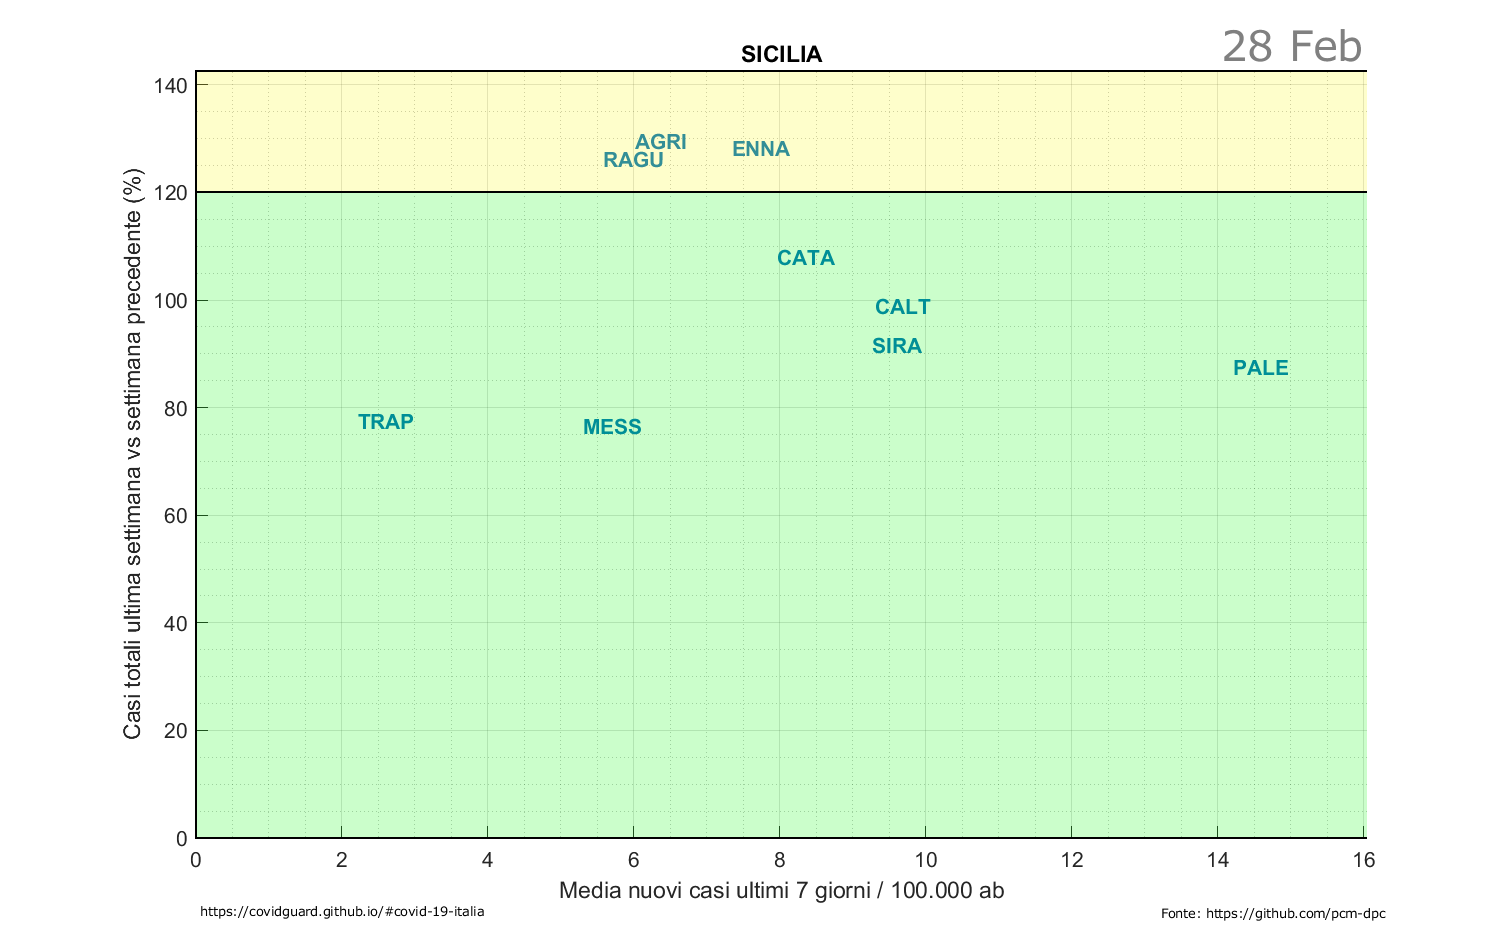 SICILIA
28 Feb
Casi totali ultima settimana vs settimana precedente (%)
140
120
100
80
60
40
20
0
AGRI
RAGU
ENNA
CATA
CALT
SIRA
PALE
TRAP
MESS
0 2 4 6 8 10 12 14 16
Media nuovi casi ultimi 7 giorni / 100.000 ab
https://covidguard.github.io/#covid-19-italia
Fonte: https://github.com/pcm-dpc